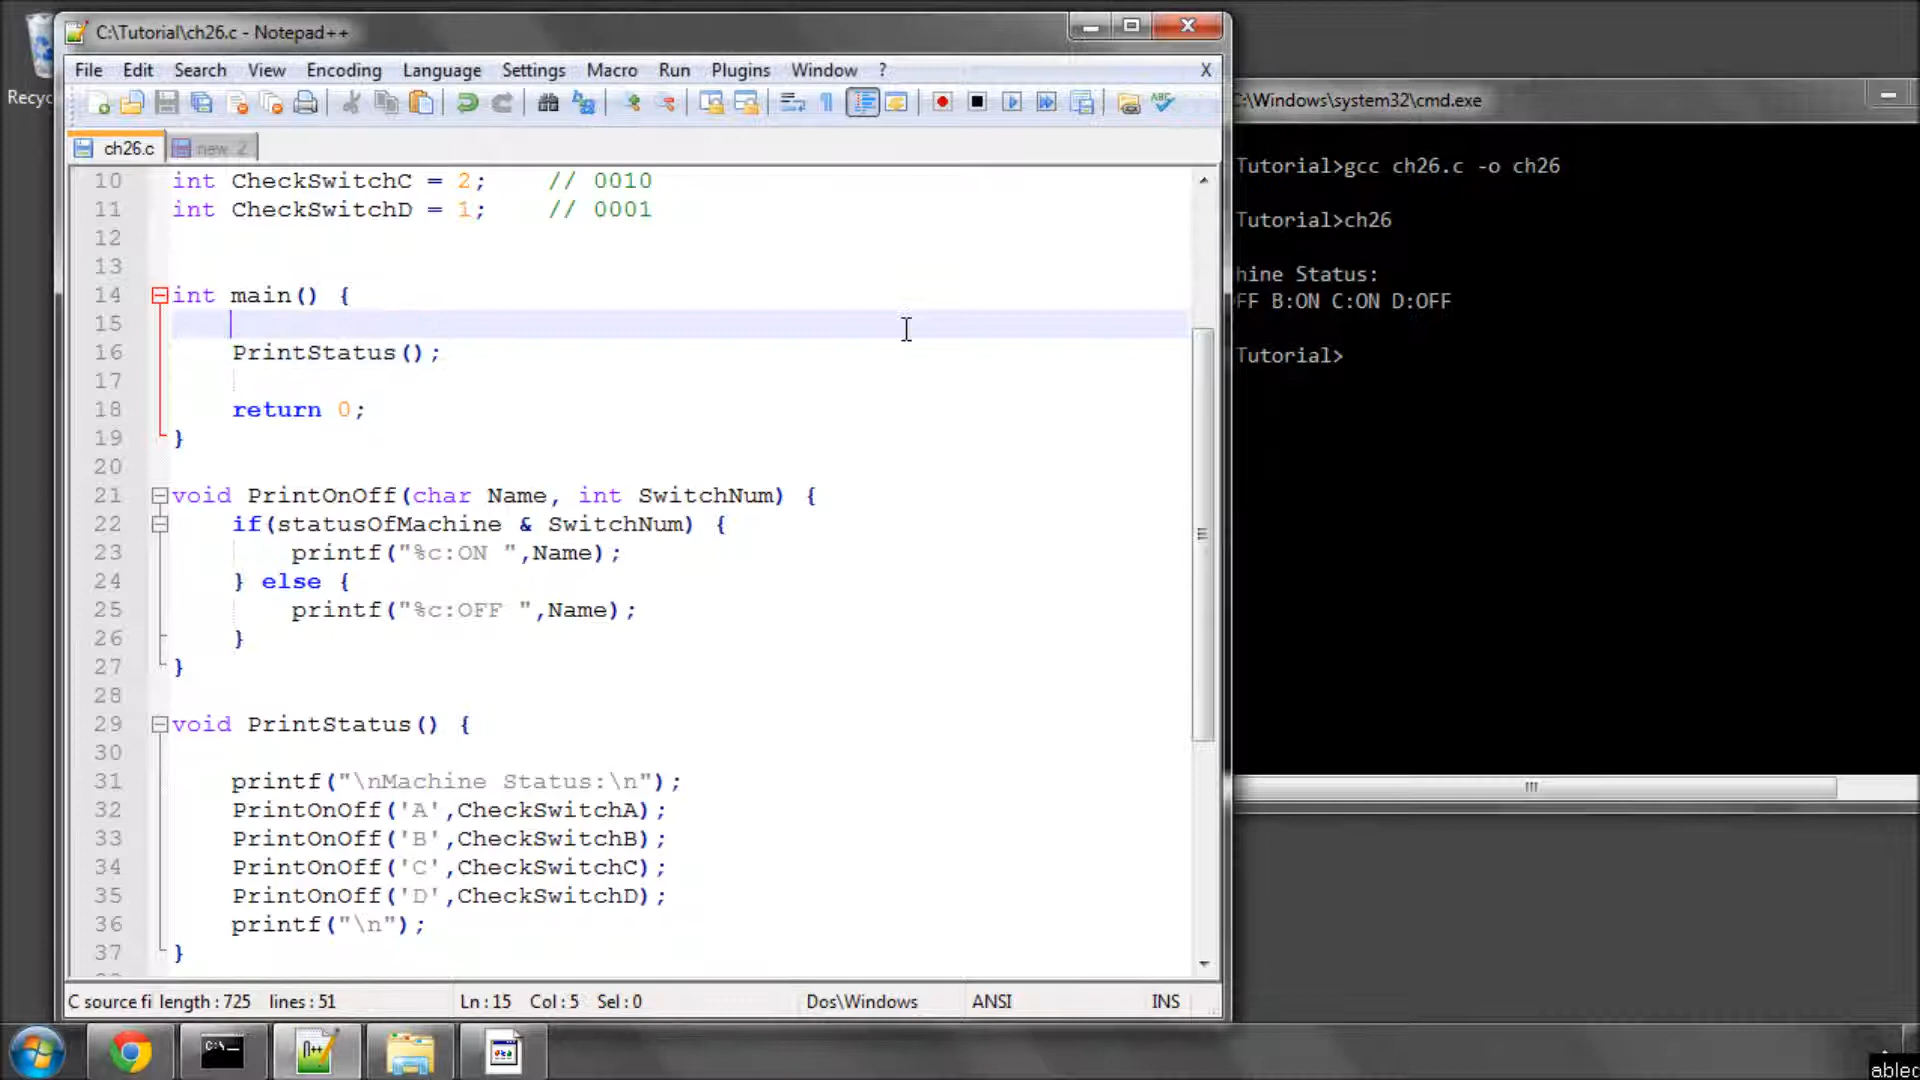 C:\Tutorial\ch26.c - Notepad++
File Edit Search View Encoding Language Settings Macro Run Plugins Window ? X
ch26.c new 2
10 int CheckSwitchC = 2; // 0010
11 int CheckSwitchD = 1; // 0001
12
13
14 int main() {
15
16 PrintStatus();
17
18 return 0;
19 }
20
21 void PrintOnOff(char Name, int SwitchNum) {
22 if(statusOfMachine & SwitchNum) {
23 printf("%c:ON ",Name);
24 } else {
25 printf("%c:OFF ",Name);
26 }
27 }
28
29 void PrintStatus() {
30
31 printf("\nMachine Status:\n");
32 PrintOnOff('A',CheckSwitchA);
33 PrintOnOff('B',CheckSwitchB);
34 PrintOnOff('C',CheckSwitchC);
35 PrintOnOff('D',CheckSwitchD);
36 printf("\n");
37 }
C source fi length : 725 lines : 51 Ln : 15 Col : 5 Sel : 0 Dos\Windows ANSI INS
Recyc
C:\Windows\system32\cmd.exe
Tutorial>gcc ch26.c -o ch26
Tutorial>ch26
hine Status:
FF B:ON C:ON D:OFF
Tutorial>
ablec